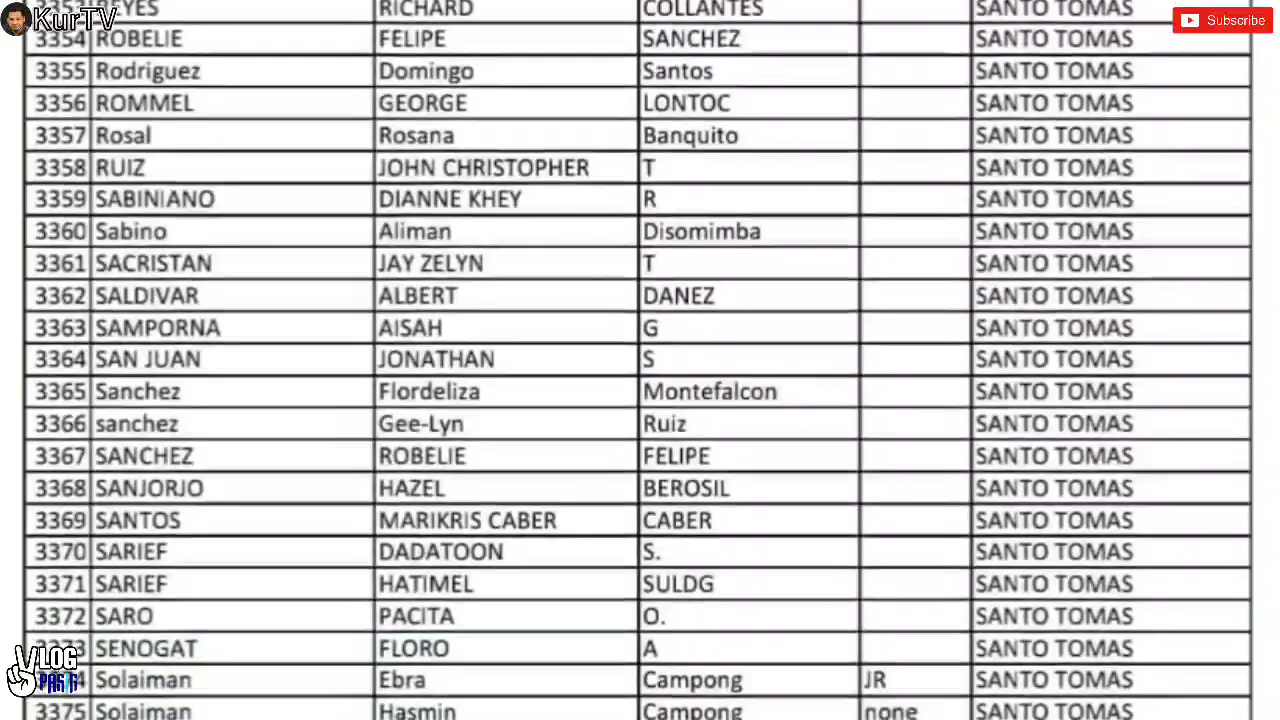 KurTV
Subscribe
3353 REYES RICHARD COLLANTES SANTO TOMAS
3354 ROBELIE FELIPE SANCHEZ SANTO TOMAS
3355 Rodriguez Domingo Santos SANTO TOMAS
3356 ROMMEL GEORGE LONTOC SANTO TOMAS
3357 Rosal Rosana Banquito SANTO TOMAS
3358 RUIZ JOHN CHRISTOPHER T SANTO TOMAS
3359 SABINIANO DIANNE KHEY R SANTO TOMAS
3360 Sabino Aliman Disomimba SANTO TOMAS
3361 SACRISTAN JAY ZELYN T SANTO TOMAS
3362 SALDIVAR ALBERT DANEZ SANTO TOMAS
3363 SAMPORNA AISAH G SANTO TOMAS
3364 SAN JUAN JONATHAN S SANTO TOMAS
3365 Sanchez Flordeliza Montefalcon SANTO TOMAS
3366 sanchez Gee-Lyn Ruiz SANTO TOMAS
3367 SANCHEZ ROBELIE FELIPE SANTO TOMAS
3368 SANJORJO HAZEL BEROSIL SANTO TOMAS
3369 SANTOS MARIKRIS CABER CABER SANTO TOMAS
3370 SARIEF DADATOON S. SANTO TOMAS
3371 SARIEF HATIMEL SULDG SANTO TOMAS
3372 SARO PACITA O. SANTO TOMAS
SENOGAT FLORO A SANTO TOMAS
Solaiman Ebra Campong JR SANTO TOMAS
3375 Solaiman Hasmin Campong none SANTO TOMAS
VLOG